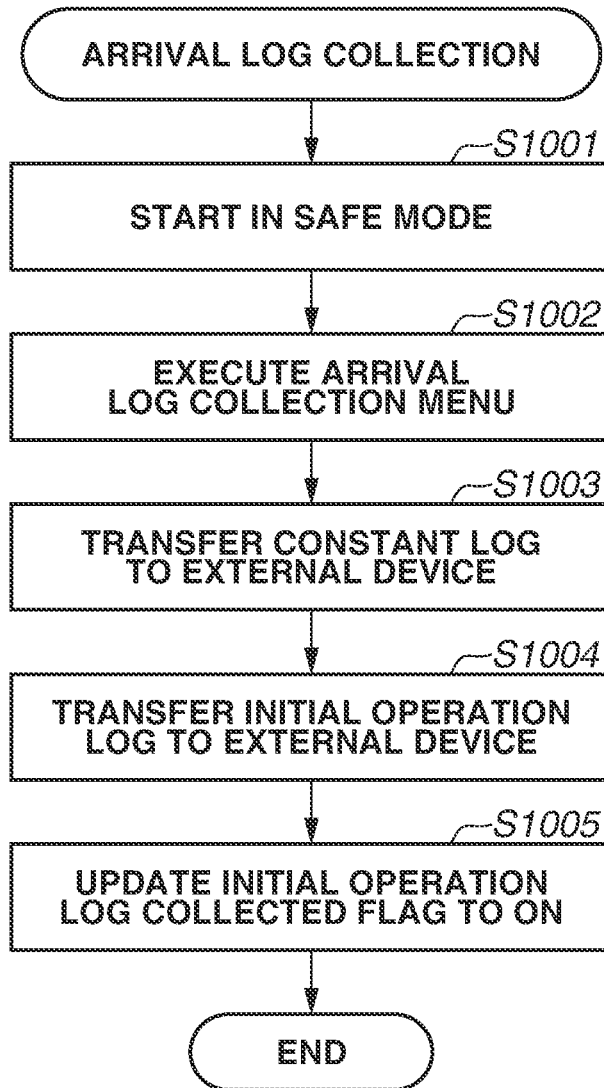 ARRIVAL LOG COLLECTION
S1001
START IN SAFE MODE
S1002
EXECUTE ARRIVAL
LOG COLLECTION MENU
S1003
TRANSFER CONSTANT LOG
TO EXTERNAL DEVICE
S1004
TRANSFER INITIAL OPERATION
LOG TO EXTERNAL DEVICE
S1005
UPDATE INITIAL OPERATION
LOG COLLECTED FLAG TO ON
END